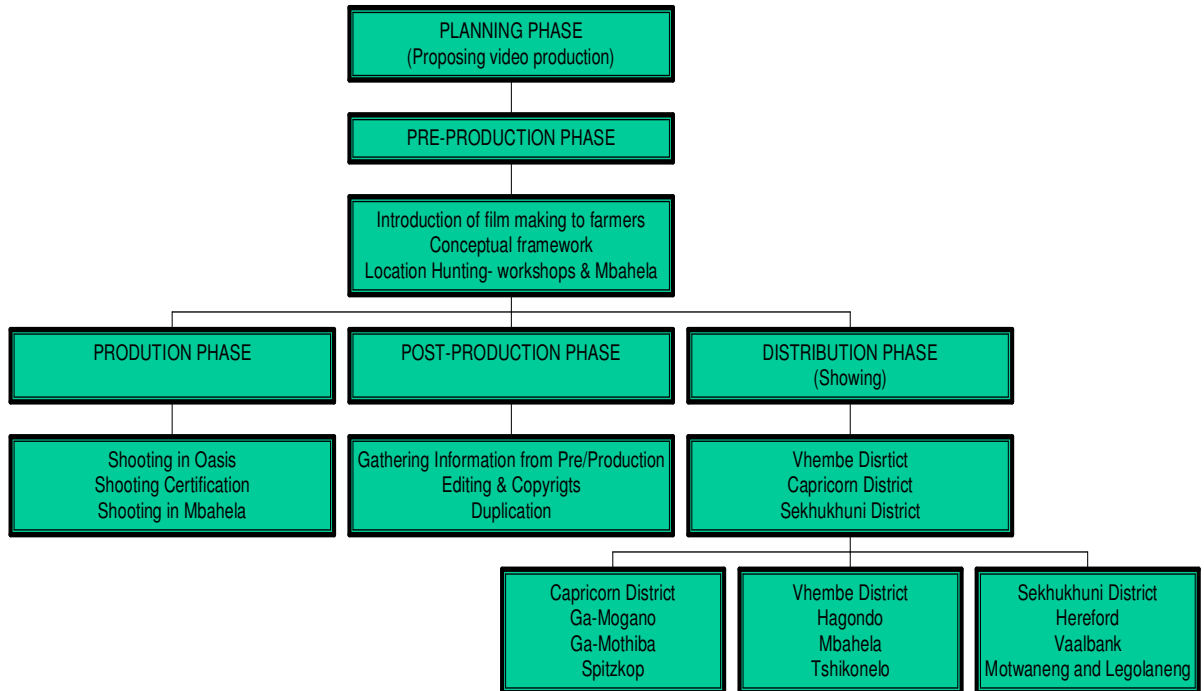 PLANNING PHASE
(Proposing video production)
PRE-PRODUCTION PHASE
Introduction of film making to farmers
Conceptual framework
Location Hunting- workshops & Mbahela
PRODUTION PHASE
POST-PRODUCTION PHASE
DISTRIBUTION PHASE
(Showing)
Shooting in Oasis
Shooting Certification
Shooting in Mbahela
Gathering Information from Pre/Production
Editing & Copyrigts
Duplication
Vhembe Disrtict
Capricorn District
Sekhukhuni District
Capricorn District
Ga-Mogano
Ga-Mothiba
Spitzkop
Vhembe District
Hagondo
Mbahela
Tshikonelo
Sekhukhuni District
Hereford
Vaalbank
Motwaneng and Legolaneng